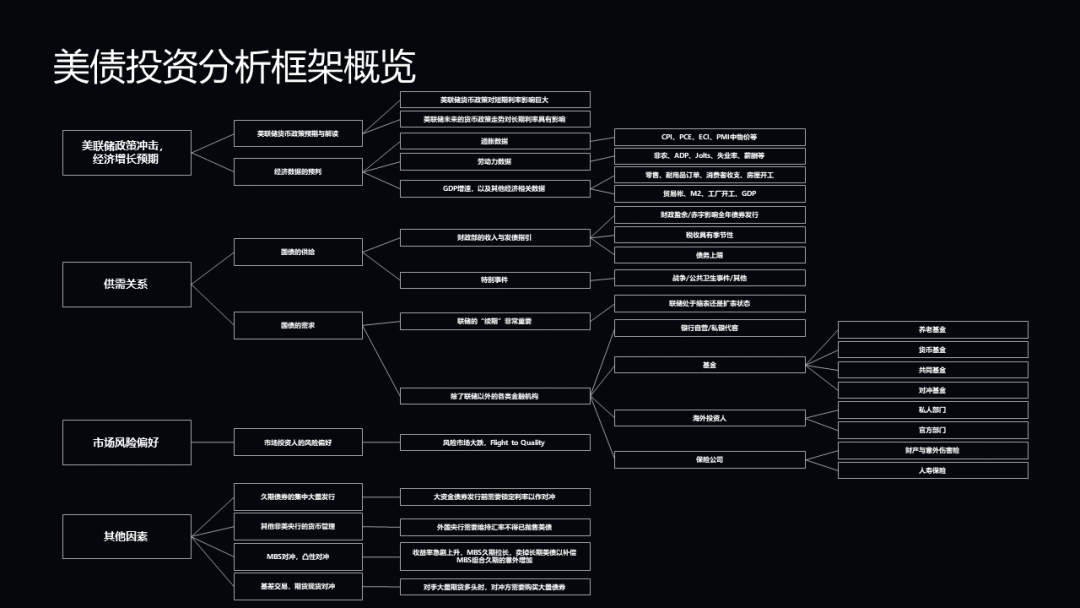 美债投资分析框架概览
美联储政策冲击，
经济增长预期
美联储货币政策预期与解读
美联储货币政策对短期利率影响巨大
美联储未来的货币政策走势对长期利率具有影响
经济数据的预判
通胀数据
CPI、PCE、ECI、PMI中物价等
劳动力数据
非农、ADP、Jolts、失业率、薪酬等
GDP增速，以及其他经济相关数据
零售、耐用品订单、消费者收支、房屋开工
贸易帐、M2、工厂开工、GDP
供需关系
国债的供给
财政部的收入与发债指引
财政盈余/赤字影响全年债券发行
税收具有季节性
债务上限
特别事件
战争/公共卫生事件/其他
国债的需求
联储的“续期”非常重要
联储处于缩表还是扩表状态
除了联储以外的各类金融机构
银行自营/私银代客
基金
养老基金
货币基金
共同基金
对冲基金
海外投资人
私人部门
官方部门
保险公司
财产与意外伤害险
人寿保险
市场风险偏好
市场投资人的风险偏好
风险市场大跌，Flight to Quality
其他因素
久期债券的集中大量发行
大资金债券发行前需要锁定利率以作对冲
其他非美央行的货币管理
外国央行需要维持汇率不得已抛售美债
MBS对冲，凸性对冲
收益率急剧上升，MBS久期拉长，卖掉长期美债以补偿
MBS组合久期的意外增加
基差交易、期货现货对冲
对手大量期货多头时，对冲方需要购买大量债券